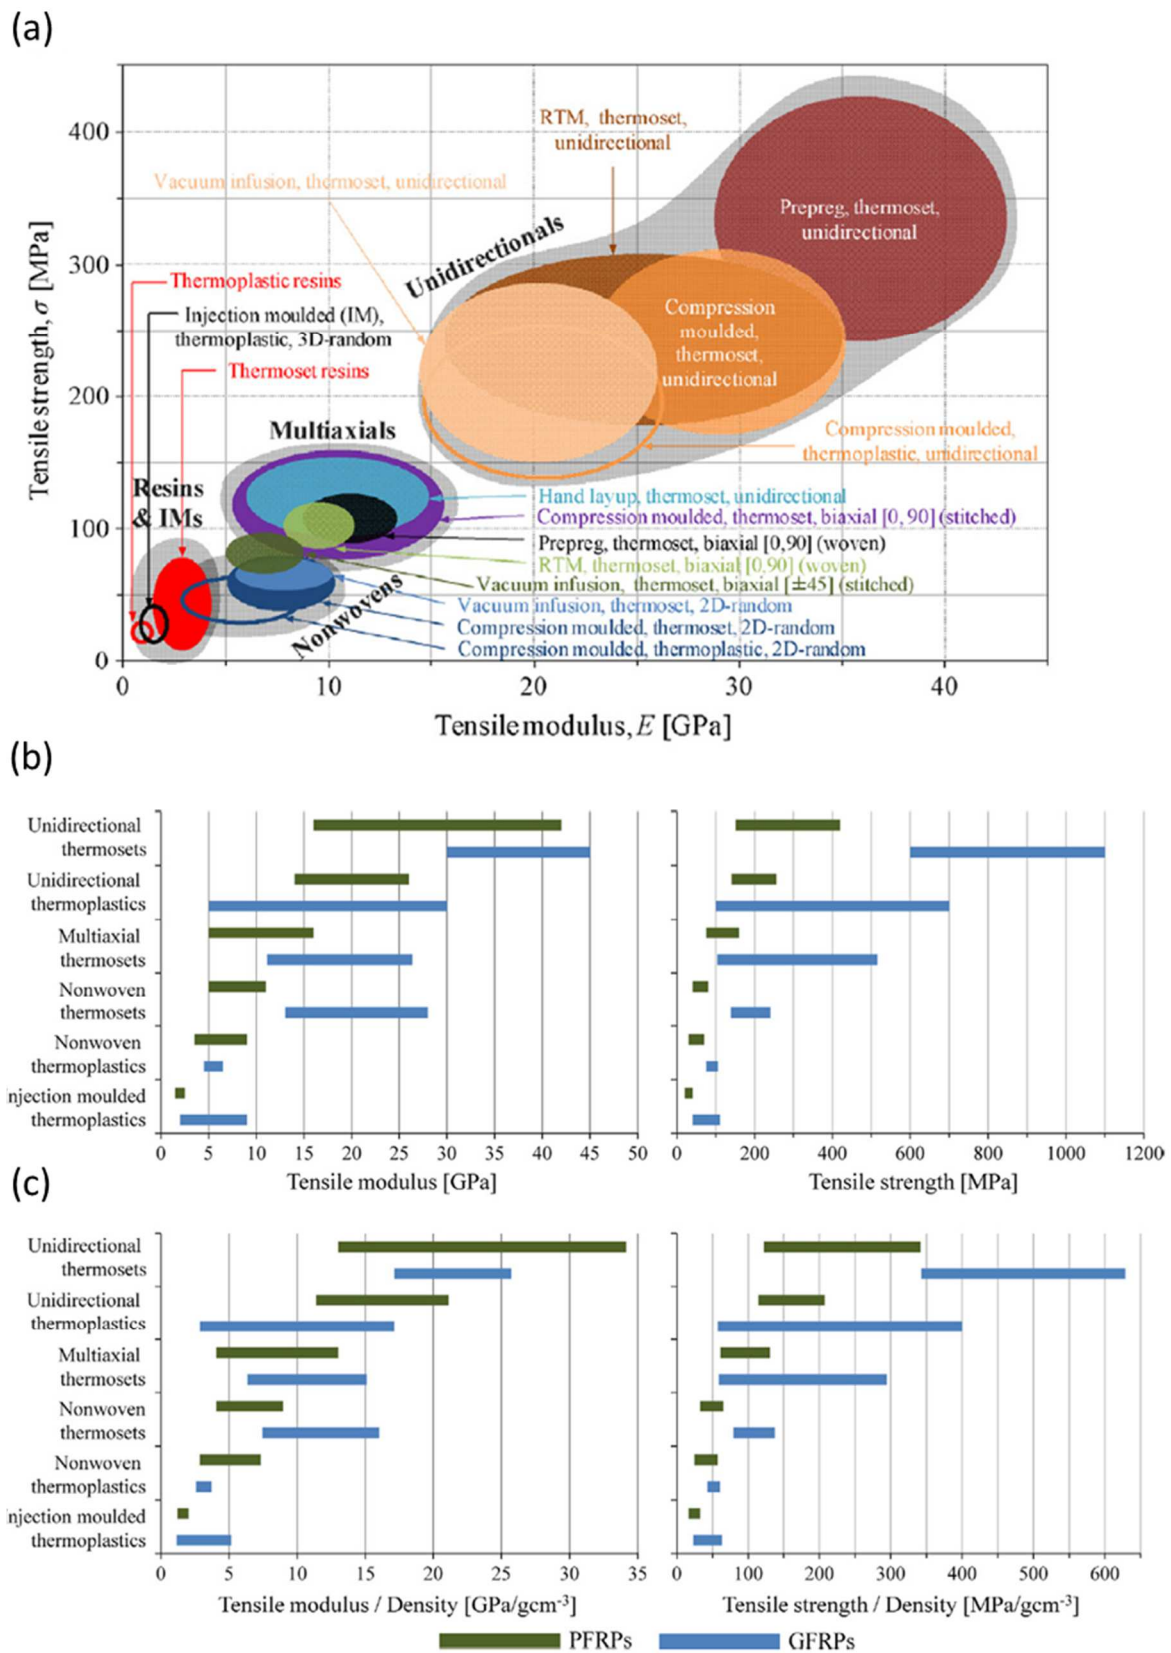 (a)
Tensile strength, σ [MPa]
400
300
200
100
0
RTM, thermoset,
unidirectional
Vacuum infusion, thermoset, unidirectional
Unidirectionals
Prepreg, thermoset,
unidirectional
Thermoplastic resins
Injection moulded (IM),
thermoplastic, 3D-random
Compression
moulded,
thermoset,
unidirectional
Thermoset resins
Multiaxials
Compression moulded,
thermoplastic, unidirectional
Resins
& IMs
Hand layup, thermoset, unidirectional
Compression moulded, thermoset, biaxial [0, 90] (stitched)
Prepreg, thermoset, biaxial [0,90] (woven)
RTM, thermoset, biaxial [0,90] (woven)
Vacuum infusion, thermoset, biaxial [±45] (stitched)
Nonwovens
Vacuum infusion, thermoset, 2D-random
Compression moulded, thermoset, 2D-random
Compression moulded, thermoplastic, 2D-random
0 10 20 30 40
Tensile modulus, E [GPa]
(b)
Unidirectional
thermosets
Unidirectional
thermoplastics
Multiaxial
thermosets
Nonwoven
thermosets
Nonwoven
thermoplastics
njection moulded
thermoplastics
0 5 10 15 20 25 30 35 40 45 50
Tensile modulus [GPa]
0 200 400 600 800 1000 1200
Tensile strength [MPa]
(c)
Unidirectional
thermosets
Unidirectional
thermoplastics
Multiaxial
thermosets
Nonwoven
thermosets
Nonwoven
thermoplastics
njection moulded
thermoplastics
0 5 10 15 20 25 30 35
Tensile modulus / Density [GPa/gcm⁻³]
0 100 200 300 400 500 600
Tensile strength / Density [MPa/gcm⁻³]
PFRPs
GFRPs